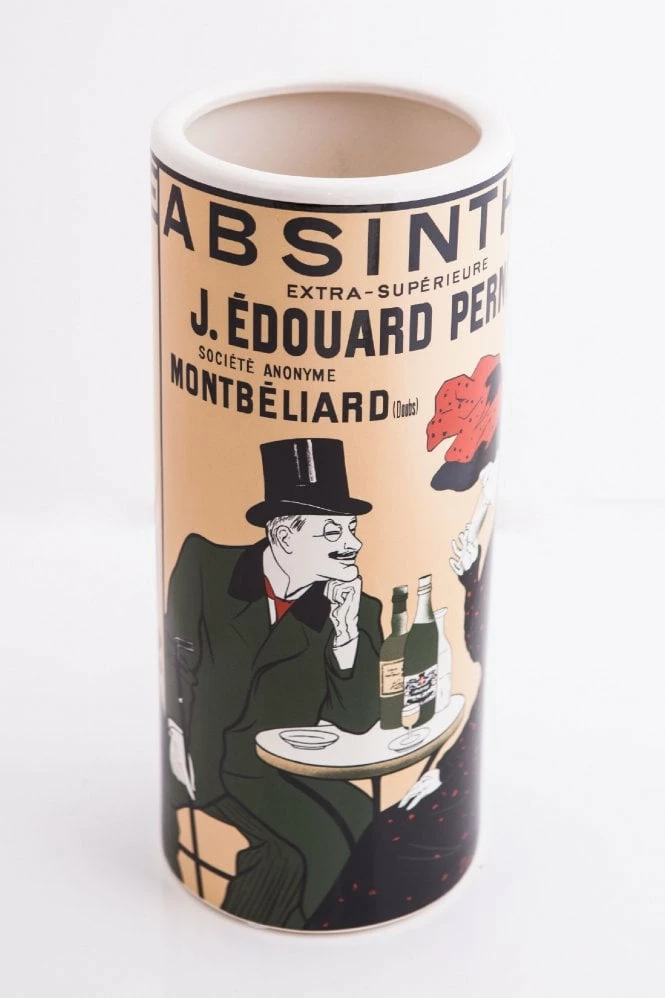 ABSINTH
EXTRA-SUPÉRIEURE
J. ÉDOUARD PERN
SOCIÉTÉ ANONYME
MONTBÉLIARD (Doubs)